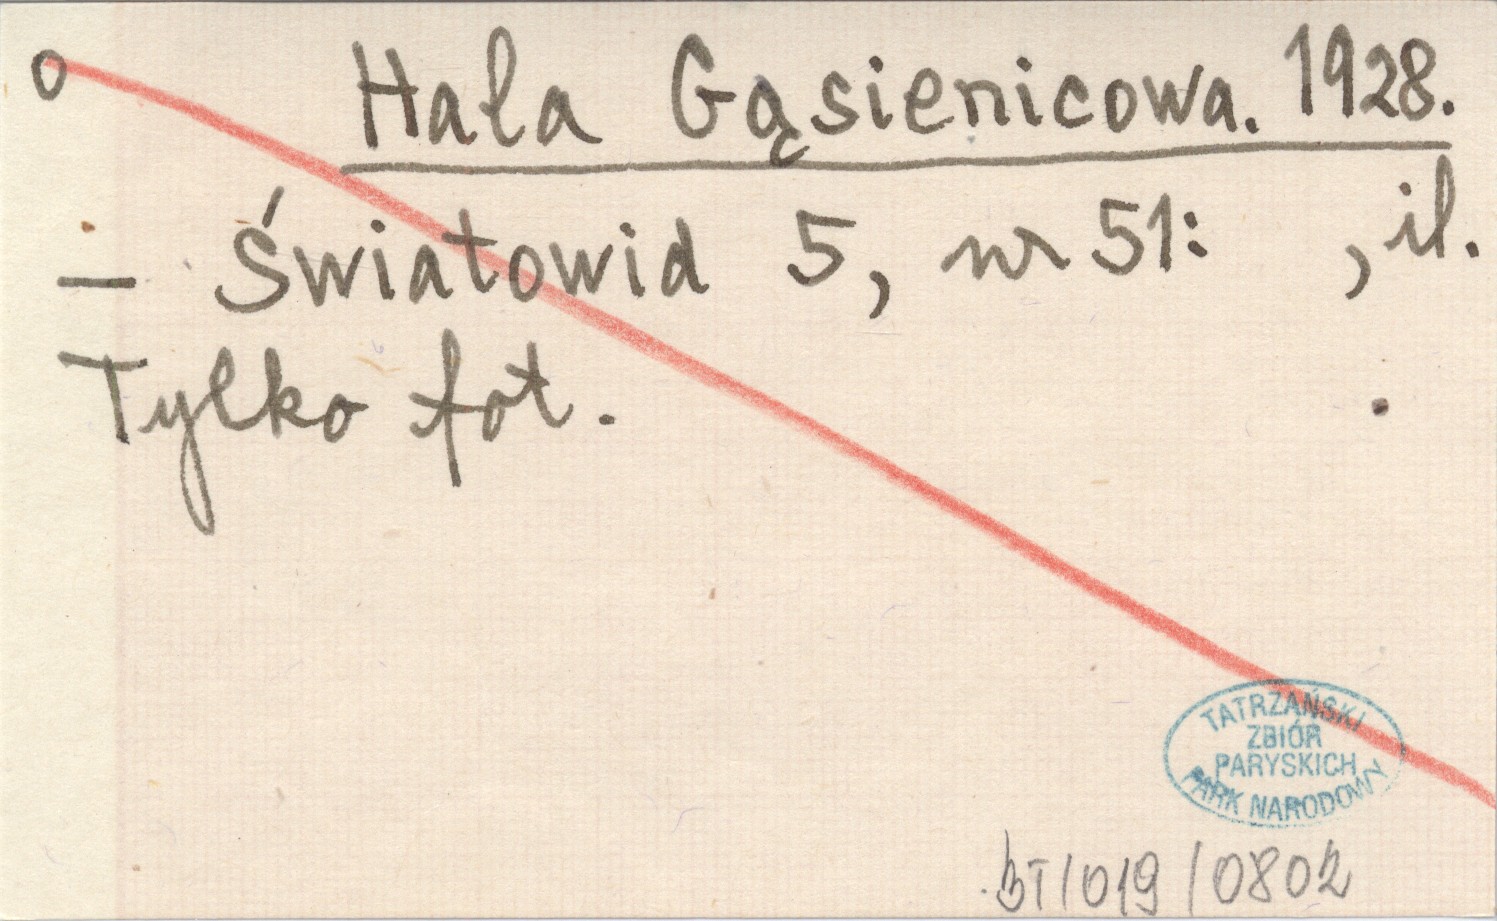 o Hala Gąsienicowa. 1928.
— Światowid 5, nr 51: , il.
Tylko fot.
TATRZAŃSKI
ZBIÓR
PARYSKICH
PARK NARODOWY
BT/019/0802